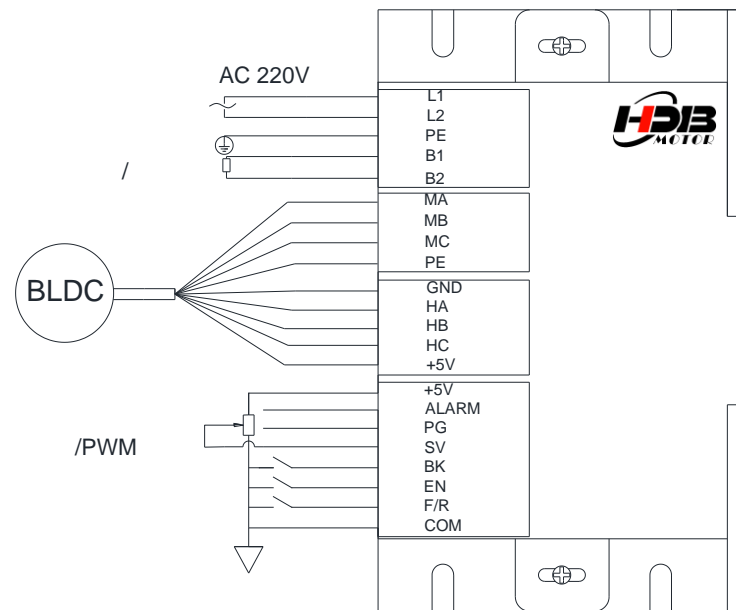 AC 220V
L1
L2
PE
B1
/
B2
HDB
MOTOR
MA
MB
MC
PE
BLDC
GND
HA
HB
HC
+5V
+5V
ALARM
PG
/PWM
SV
BK
EN
F/R
COM